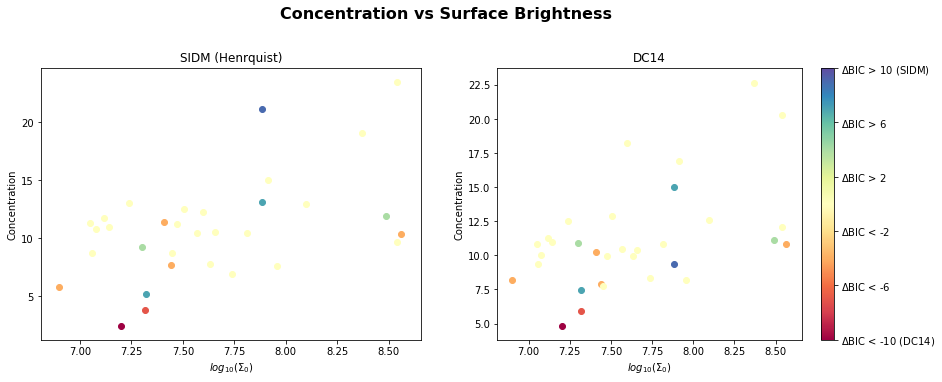 Concentration vs Surface Brightness
SIDM (Henrquist)
DC14
Concentration
20
15
10
5
7.00 7.25 7.50 7.75 8.00 8.25 8.50
log10(Σ0)
Concentration
22.5
20.0
17.5
15.0
12.5
10.0
7.5
5.0
7.00 7.25 7.50 7.75 8.00 8.25 8.50
log10(Σ0)
ΔBIC > 10 (SIDM)
ΔBIC > 6
ΔBIC > 2
ΔBIC < -2
ΔBIC < -6
ΔBIC < -10 (DC14)